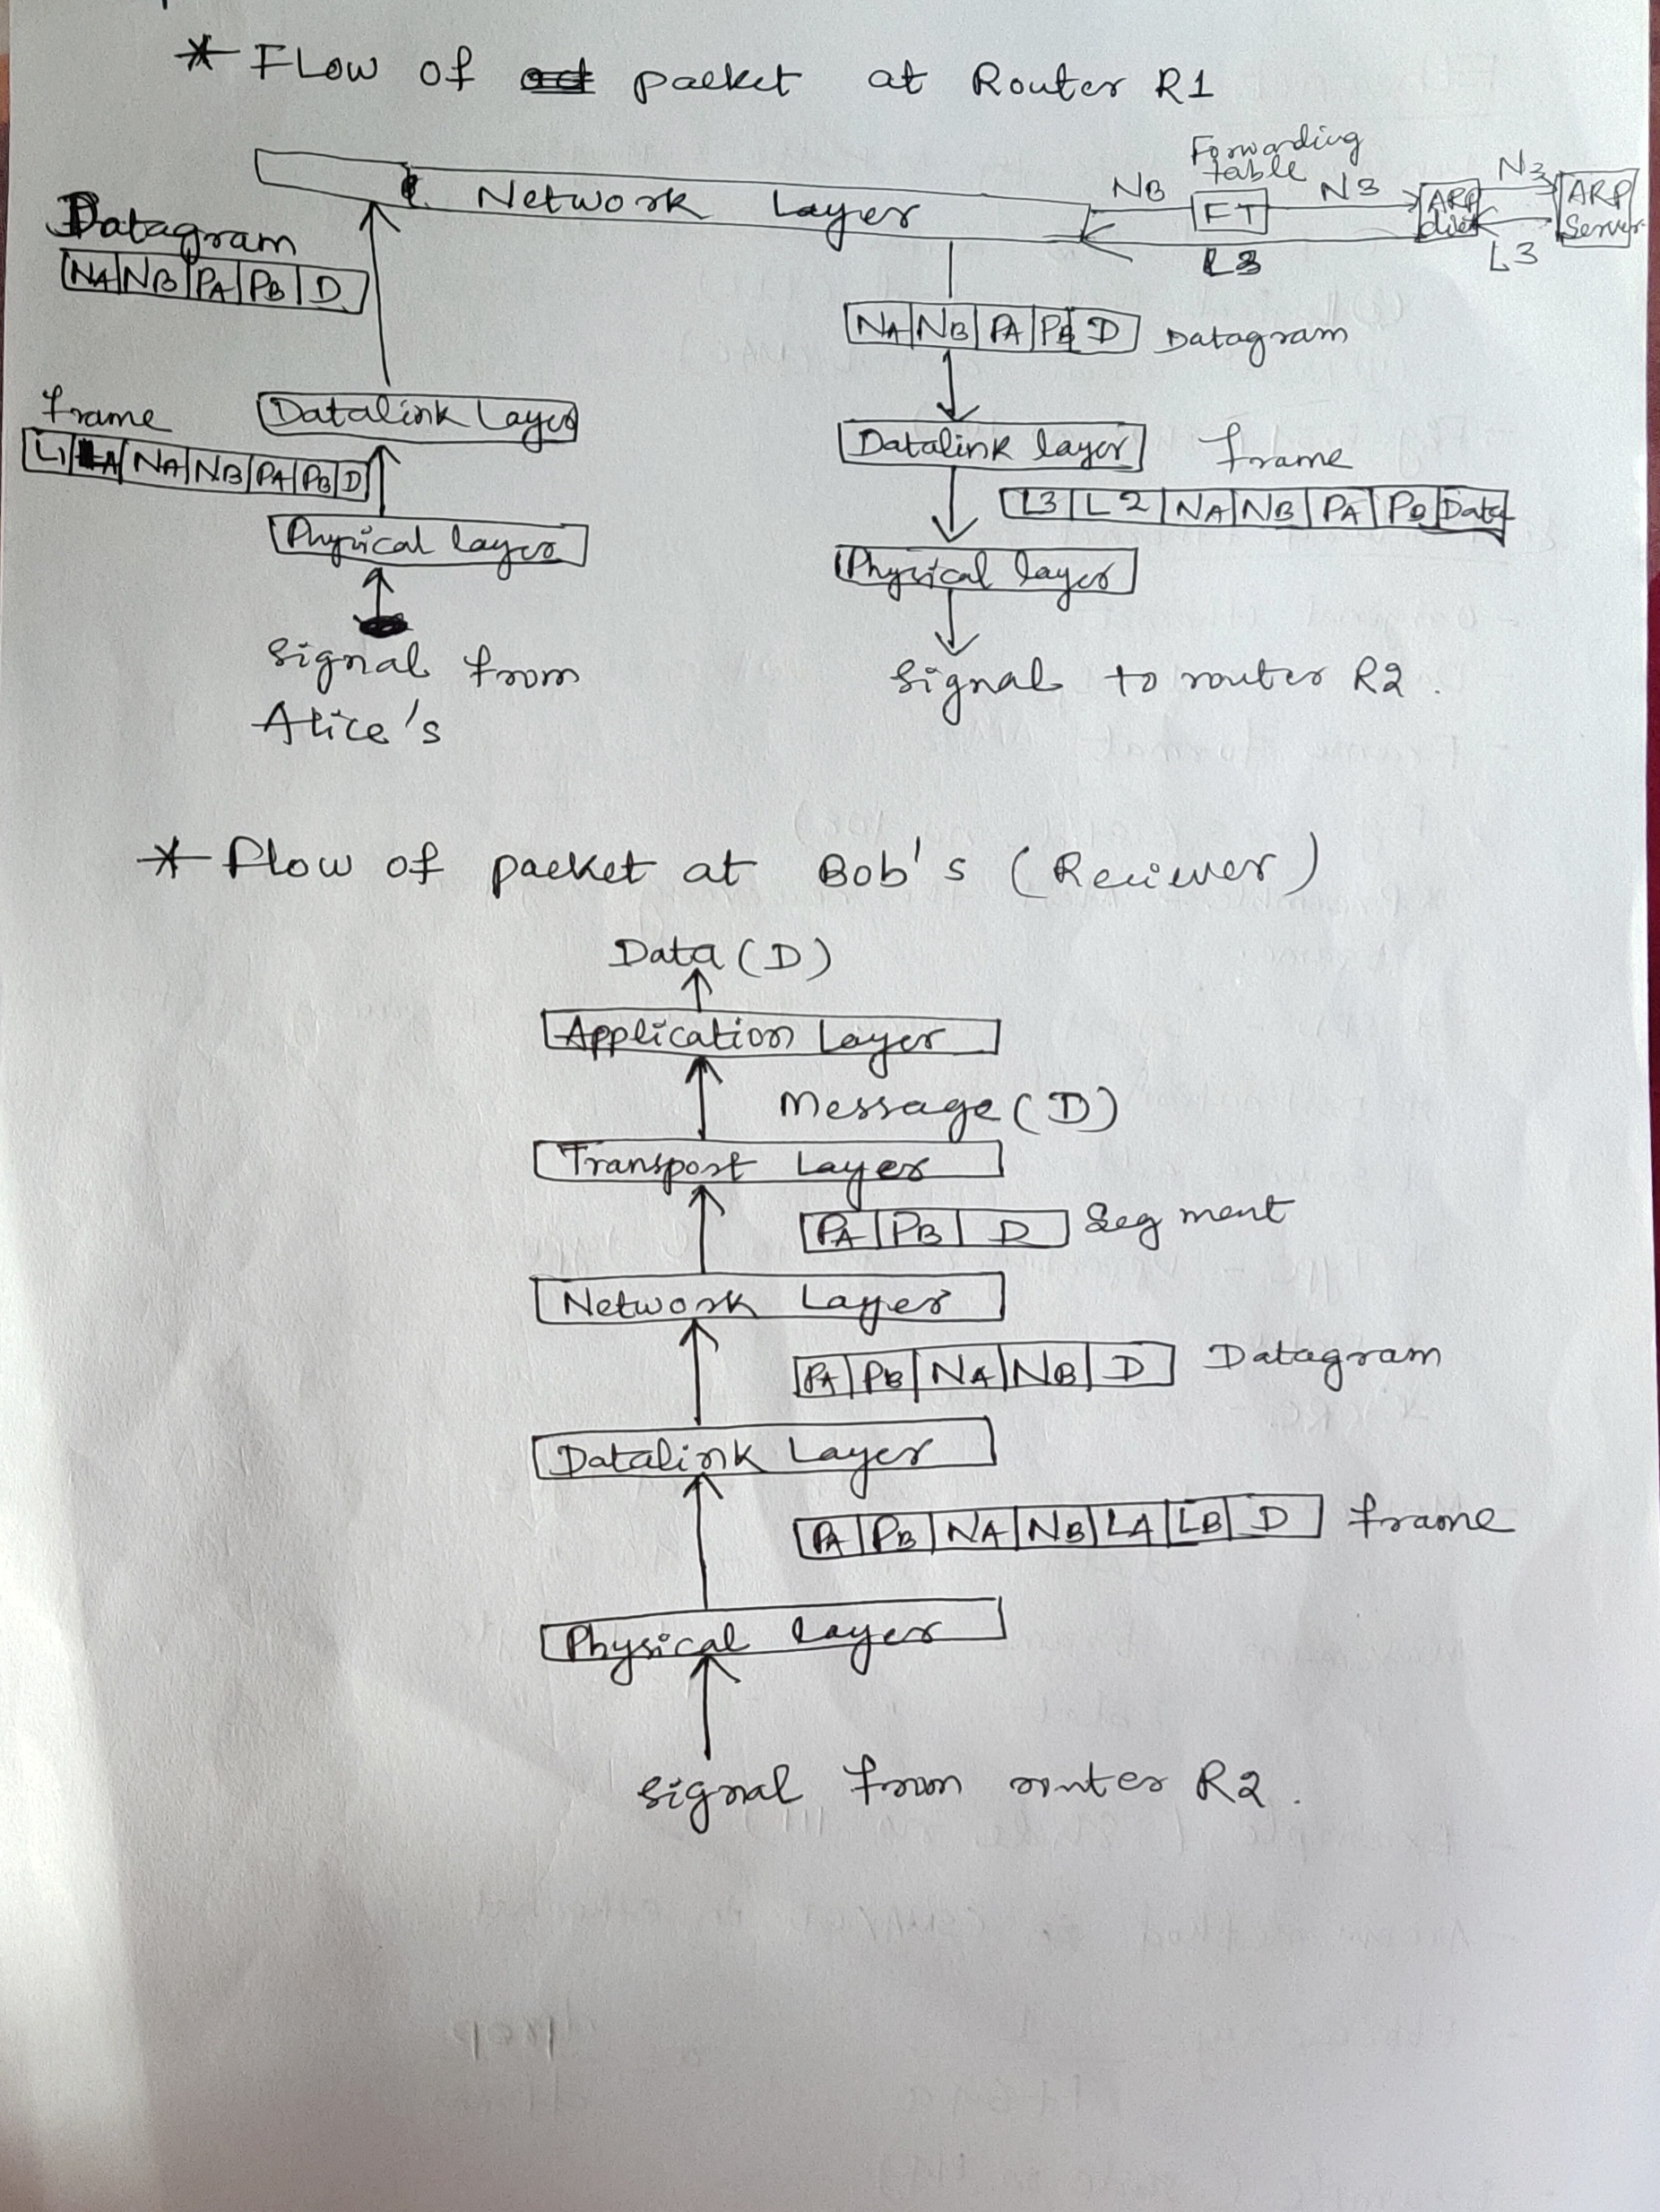 * Flow of packet at Router R1
Forwarding
table
Network Layer
NB FT N3 ARP N3 ARP
Server
L3 L3
Datagram
NA NB PA PB D
NA NB PA PB D Datagram
frame Datalink Layer
L1 LA NA NB PA PB D
Datalink layer frame
L3 L2 NA NB PA PB Data
Physical layer
Physical layer
Signal from
Alice's
Signal to router R2.
* Flow of packet at Bob's (Reciever)
Data (D)
Application Layer
Message (D)
Transport Layer
PA PB D Segment
Network Layer
PA PB NA NB D Datagram
Datalink Layer
PA PB NA NB LA LB D frame
Physical layer
signal from router R2.